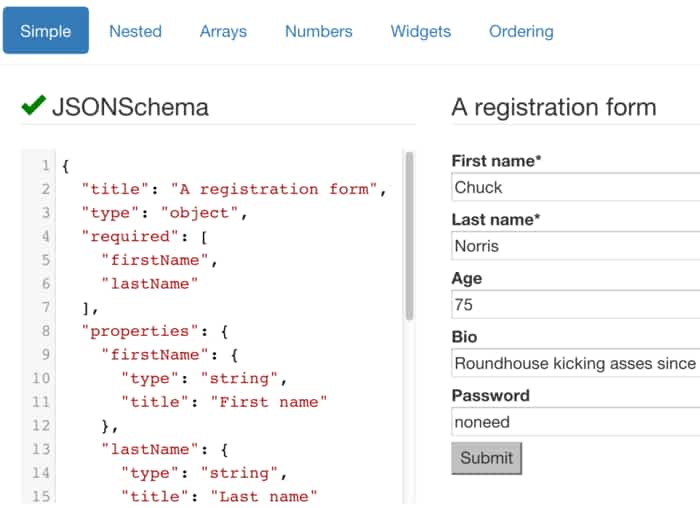 Simple Nested Arrays Numbers Widgets Ordering
JSONSchema
1 {
2 "title": "A registration form",
3 "type": "object",
4 "required": [
5 "firstName",
6 "lastName"
7 ],
8 "properties": {
9 "firstName": {
10 "type": "string",
11 "title": "First name"
12 },
13 "lastName": {
14 "type": "string",
15 "title": "Last name"
A registration form
First name*
Chuck
Last name*
Norris
Age
75
Bio
Roundhouse kicking asses since
Password
noneed
Submit